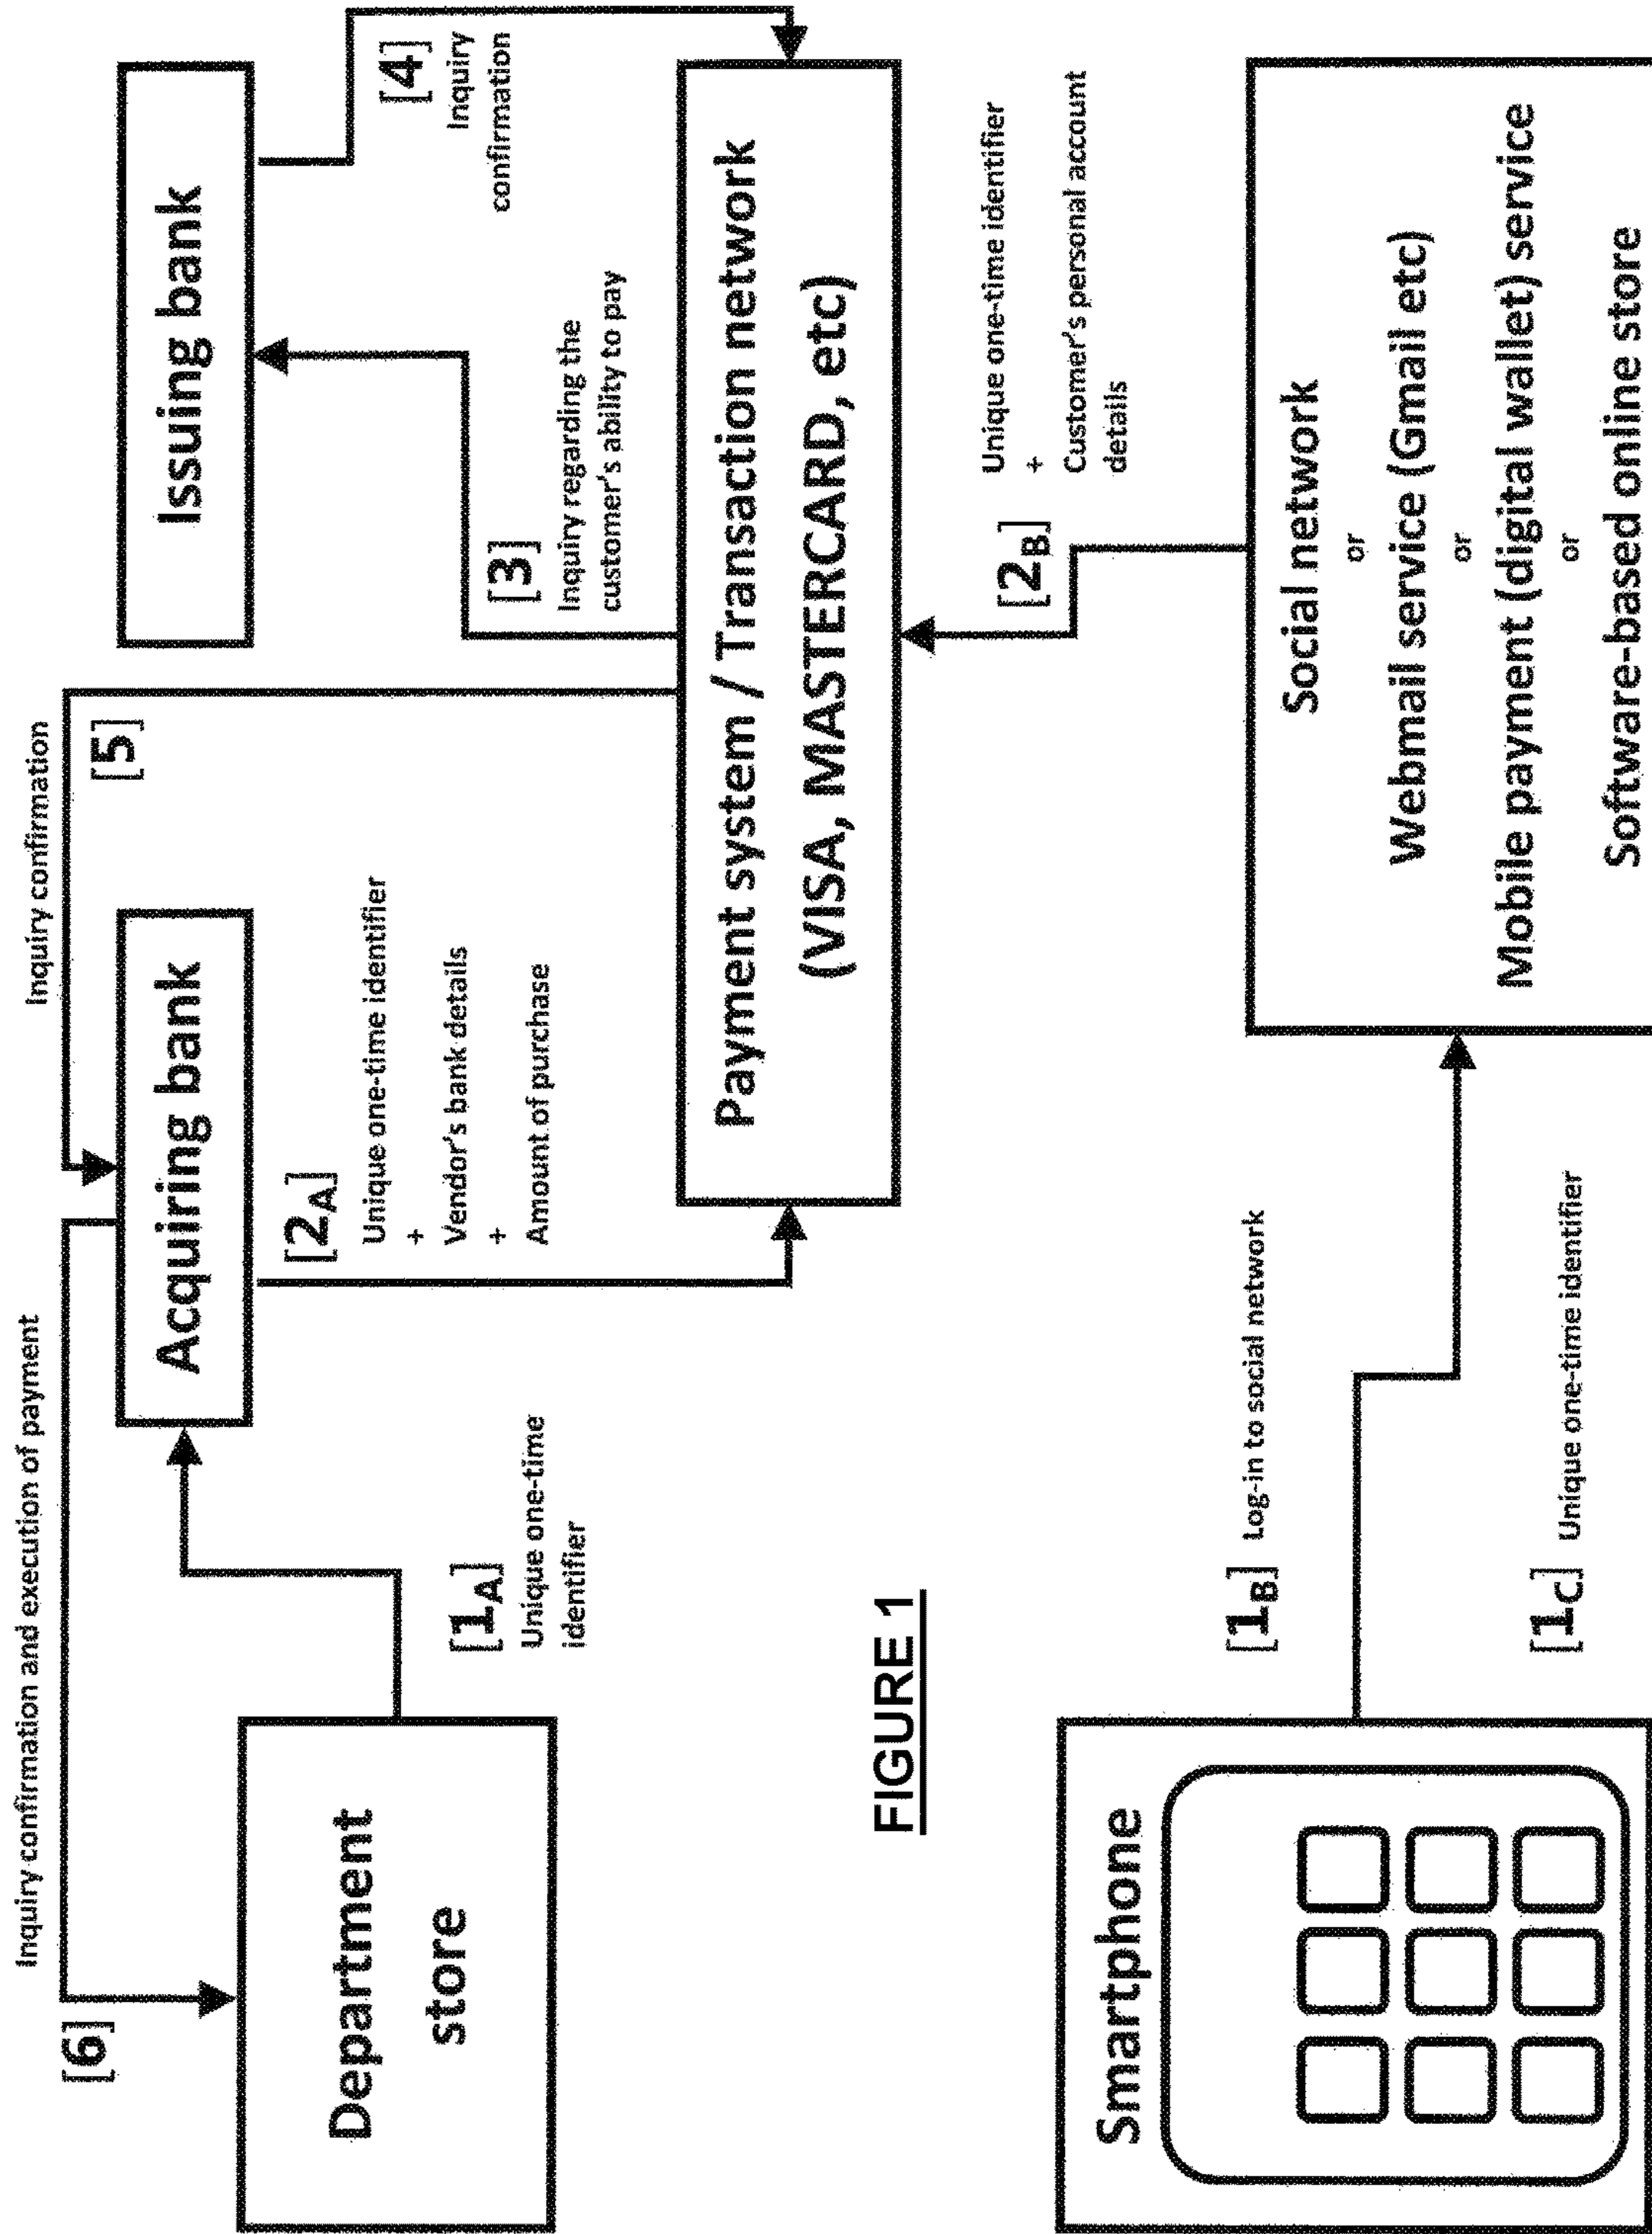 Inquiry confirmation and execution of payment
[6]
Inquiry confirmation
[5]
Department
store
[1A]
Unique one-time
identifier
Acquiring bank
[2A]
Unique one-time identifier
+
Vendor's bank details
+
Amount of purchase
Issuing bank
[3]
Inquiry regarding the
customer's ability to pay
[4]
Inquiry
confirmation
Payment system / Transaction network
(VISA, MASTERCARD, etc)
[2B]
Unique one-time identifier
+
Customer's personal account
details
FIGURE 1
Smartphone
[1B] Log-in to social network
[1C] Unique one-time identifier
Social network
or
Webmail service (Gmail etc)
or
Mobile payment (digital wallet) service
or
Software-based online store